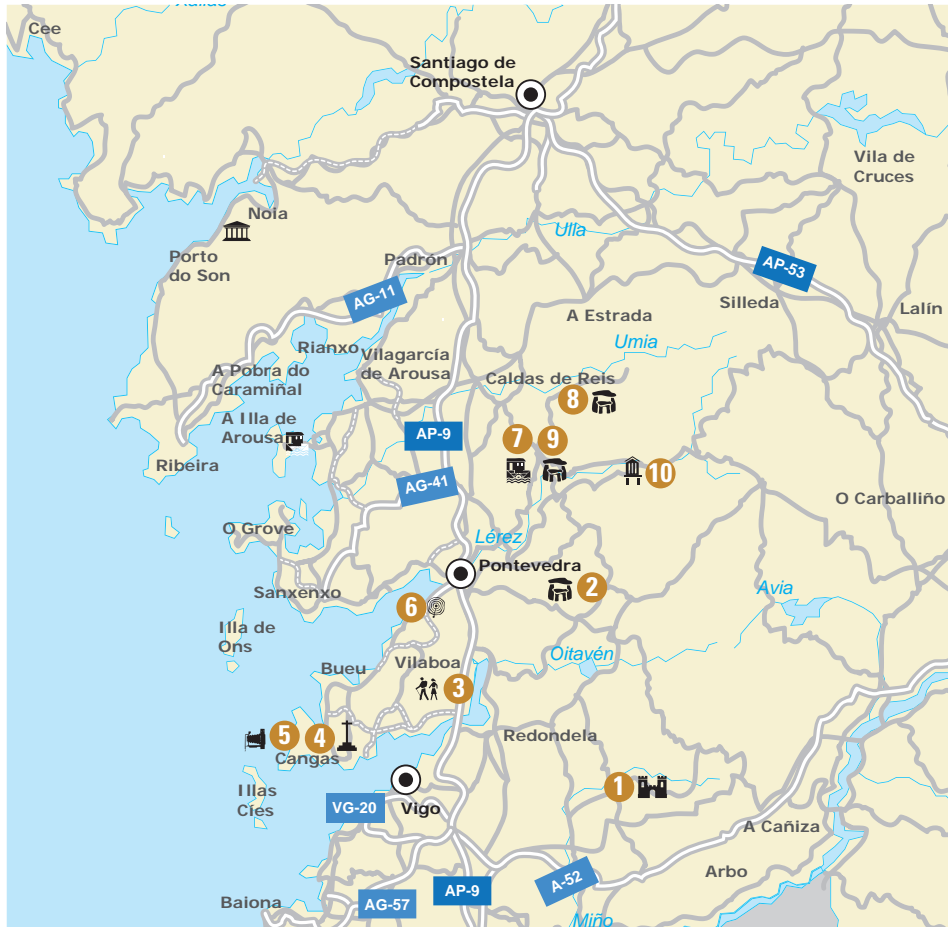 Xallas
Cee
Santiago de
Compostela
Vila de
Cruces
Noia
Ulla
Porto
do Son
Padrón
AP-53
AG-11
Silleda
Lalín
A Estrada
Rianxo
Umia
Vilagarcía
de Arousa
A Pobra do
Caramiñal
Caldas de Reis
8
A Illa de
Arousa
7
9
AP-9
Ribeira
10
AG-41
O Carballiño
O Grove
Lérez
Pontevedra
Sanxenxo
2
Avia
6
Illa de
Ons
Oitavén
Bueu
Vilaboa
3
5
4
Redondela
Cangas
1
Illas
Cíes
VG-20
Vigo
A Cañiza
A-52
Arbo
AP-9
Baiona
AG-57
Miño